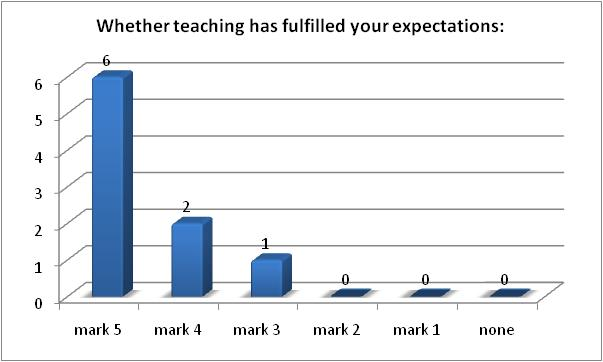 Whether teaching has fulfilled your expectations:
6
5
4
3
2
1
0
6
2
1
0
0
0
mark 5
mark 4
mark 3
mark 2
mark 1
none